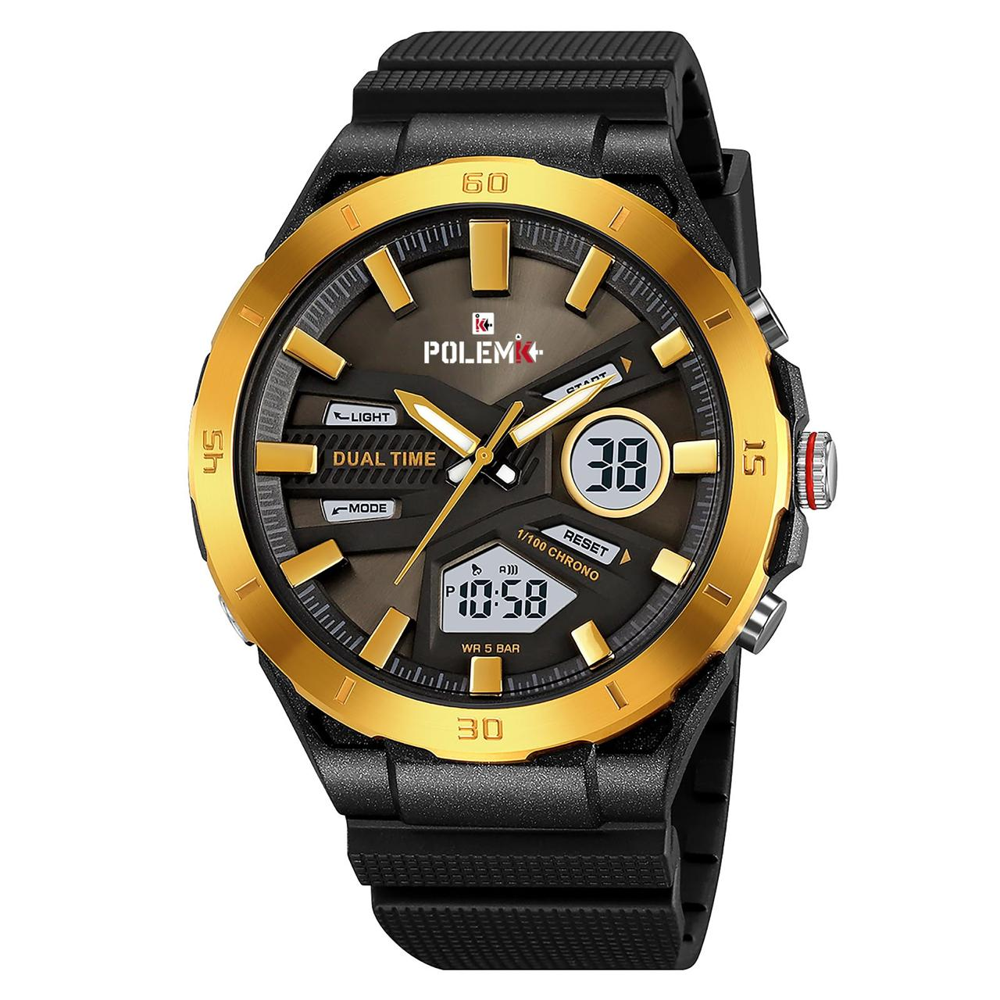 60
POLEMK
START
LIGHT
DUAL TIME
38
15
45
MODE
RESET
1/100 CHRONO
A
P 10:58
WR 5 BAR
30